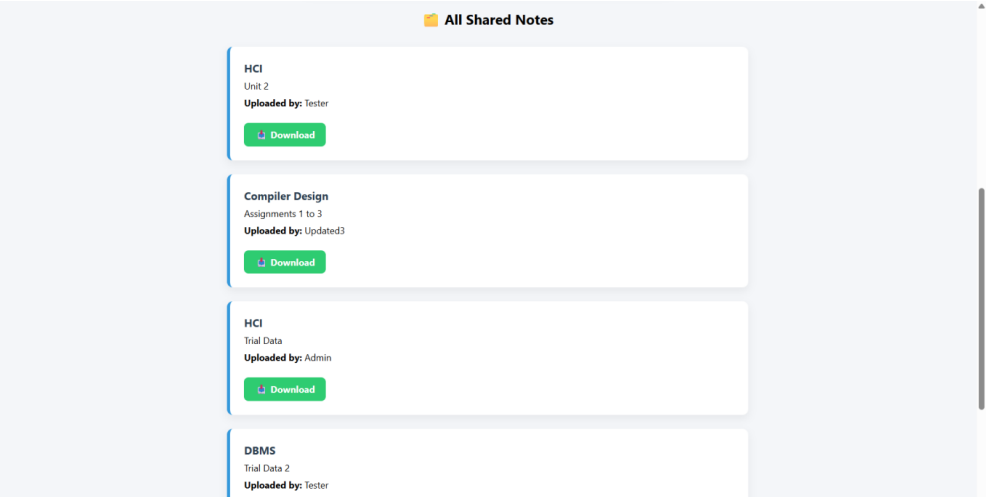 All Shared Notes
HCI
Unit 2
Uploaded by: Tester
Download
Compiler Design
Assignments 1 to 3
Uploaded by: Updated3
Download
HCI
Trial Data
Uploaded by: Admin
Download
DBMS
Trial Data 2
Uploaded by: Tester